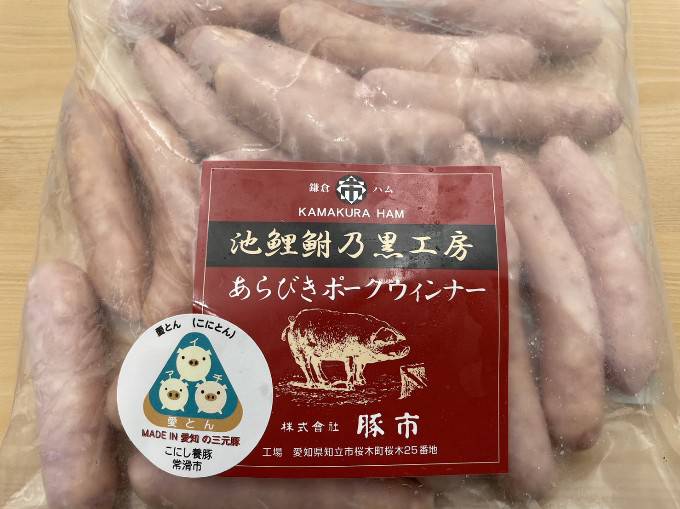 鎌倉 市 ハム
KAMAKURA HAM
池鯉鮒乃黒工房
あらびきポークウィンナー
株式会社 豚市
工場 愛知県知立市桜木町桜木25番地
愛とん (こにとん)
イ
ア チ
愛とん
MADE IN 愛知 の三元豚
こにし養豚
常滑市